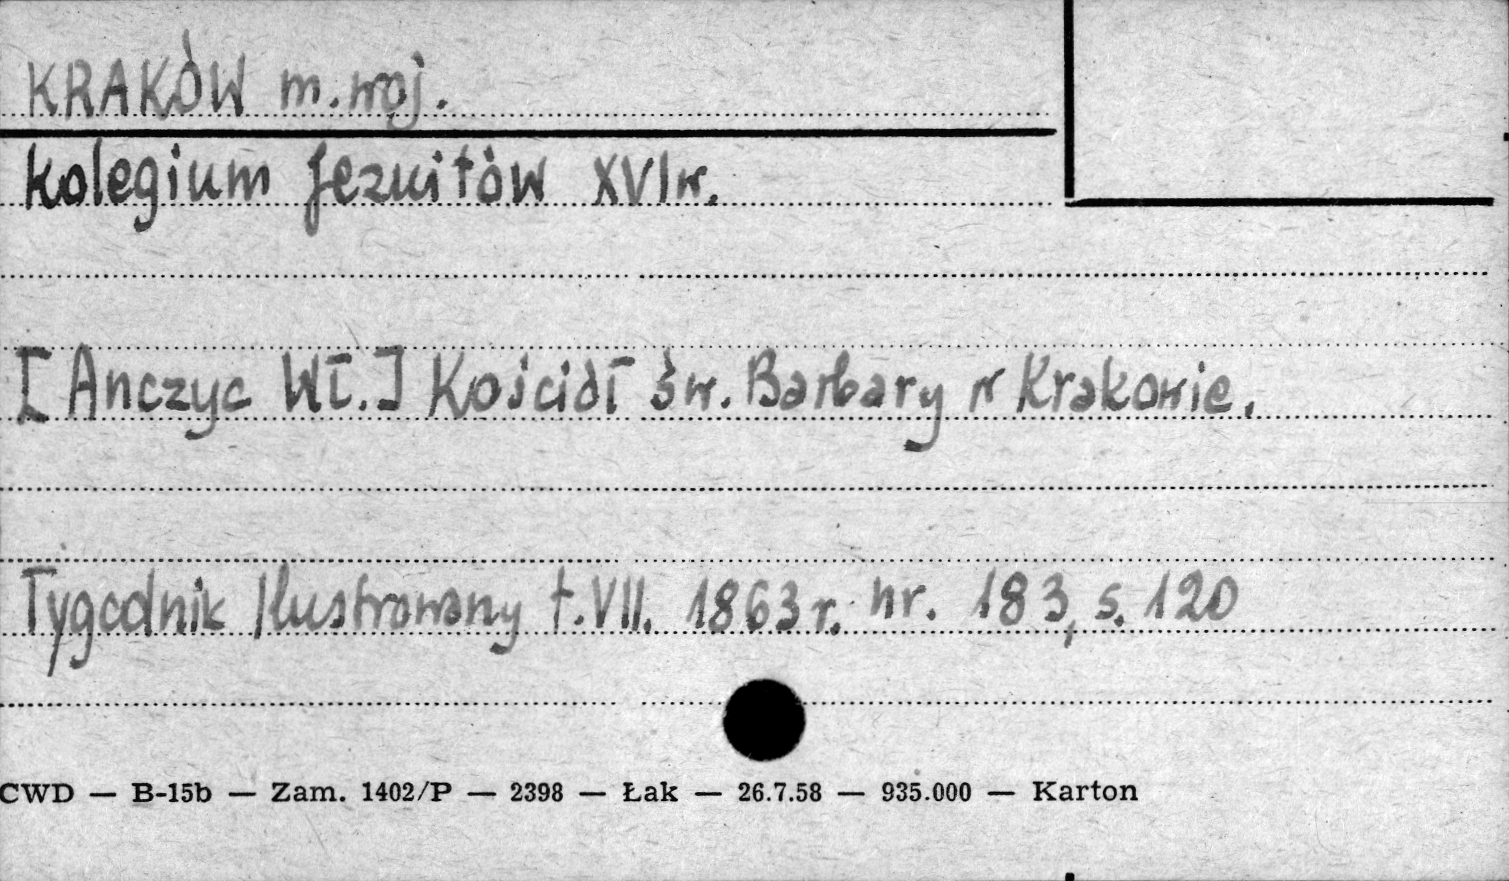 KRAKÓW m.woj.
kolegium Jezuitów XVIw.
[Anczyc Wł.] Kościół św. Barbary w Krakowie.
Tygodnik Ilustrowany t.VII. 1863r. nr. 183, s. 120
CWD — B-15b — Zam. 1402/P — 2398 — Łak — 26.7.58 — 935.000 — Karton